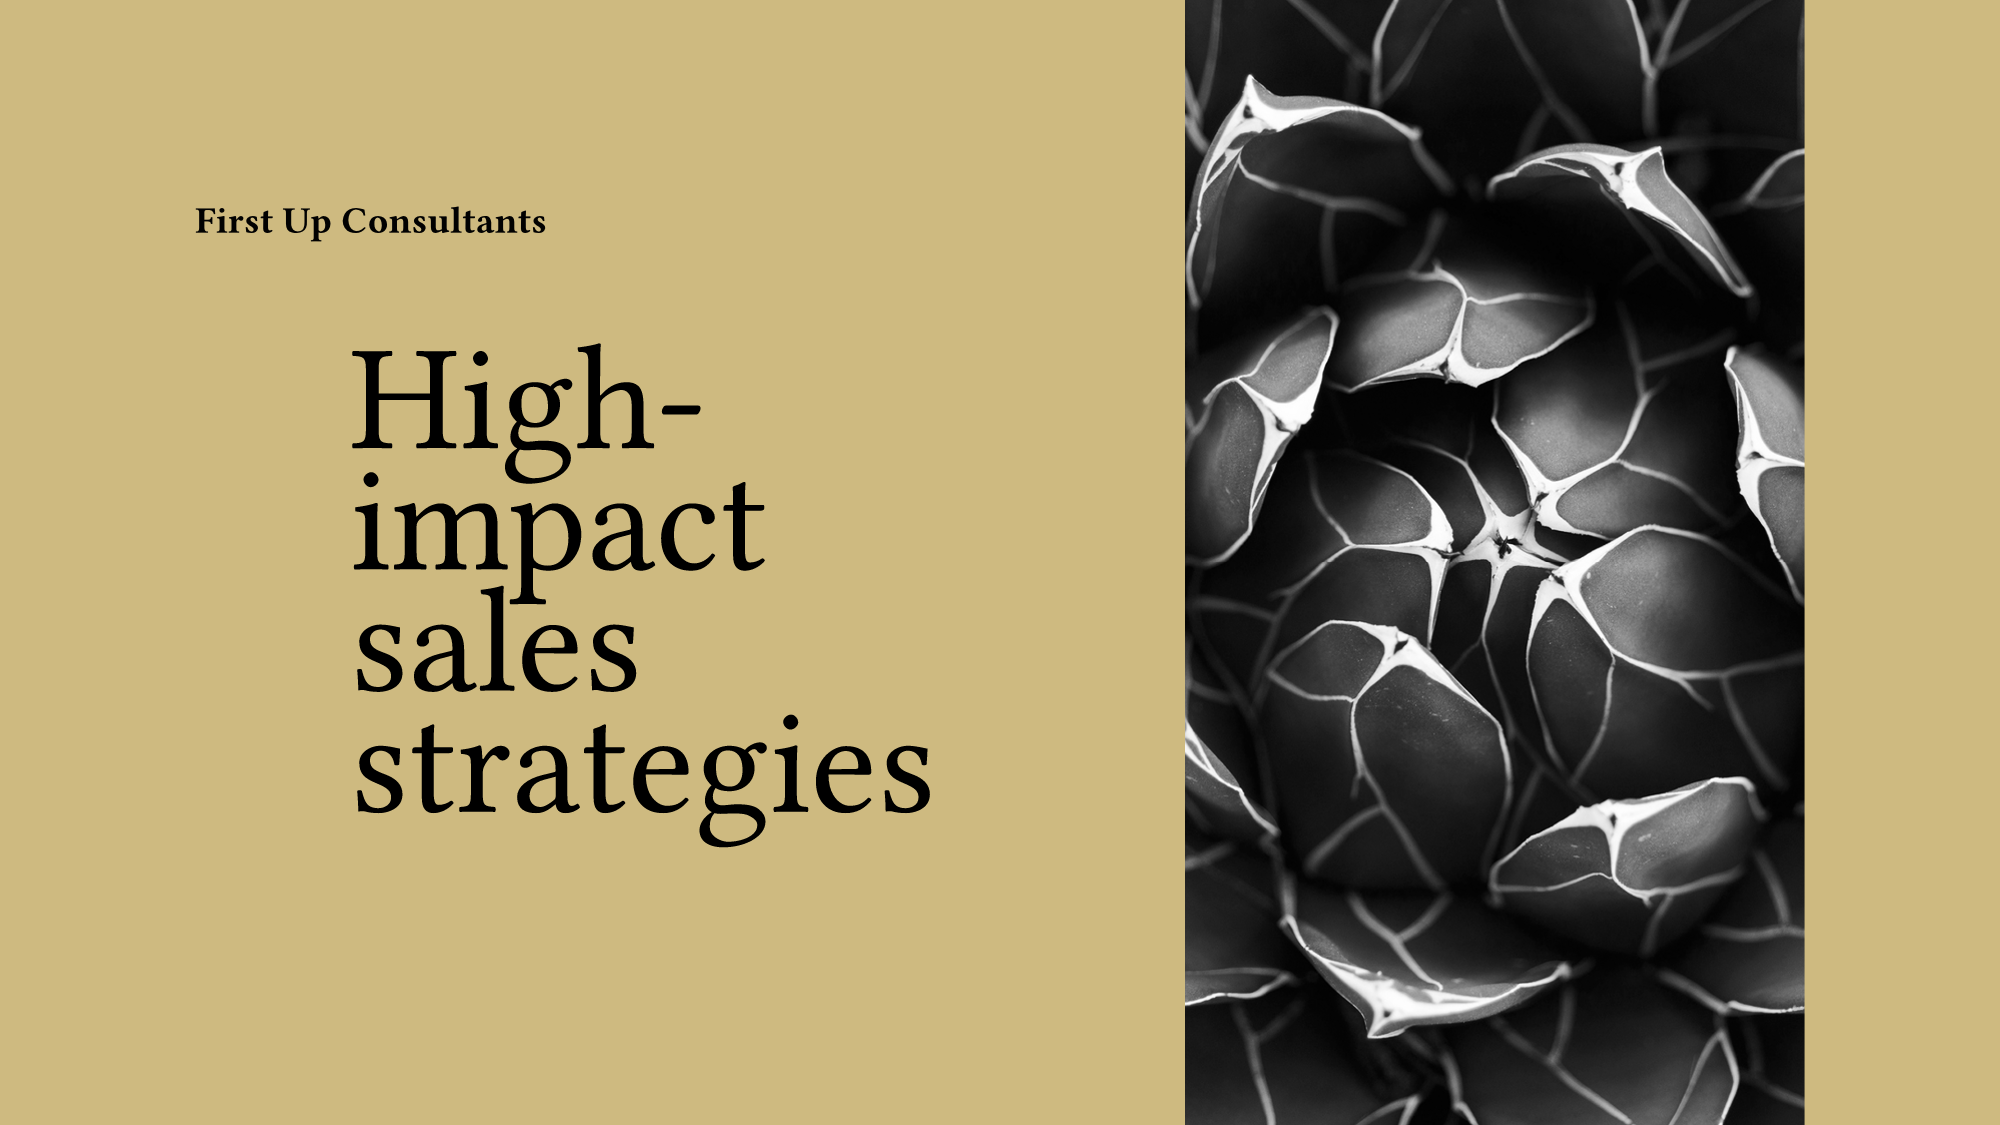 First Up Consultants
High-
impact
sales
strategies